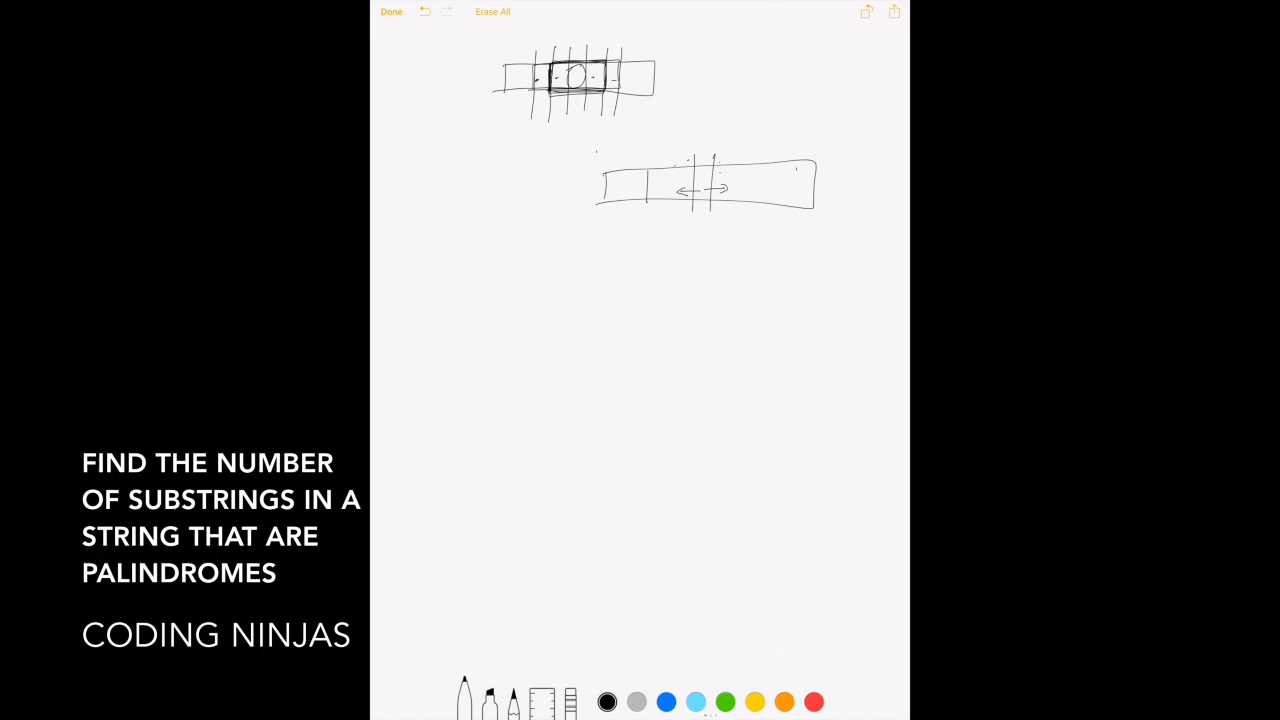 Done
Erase All
FIND THE NUMBER
OF SUBSTRINGS IN A
STRING THAT ARE
PALINDROMES
CODING NINJAS